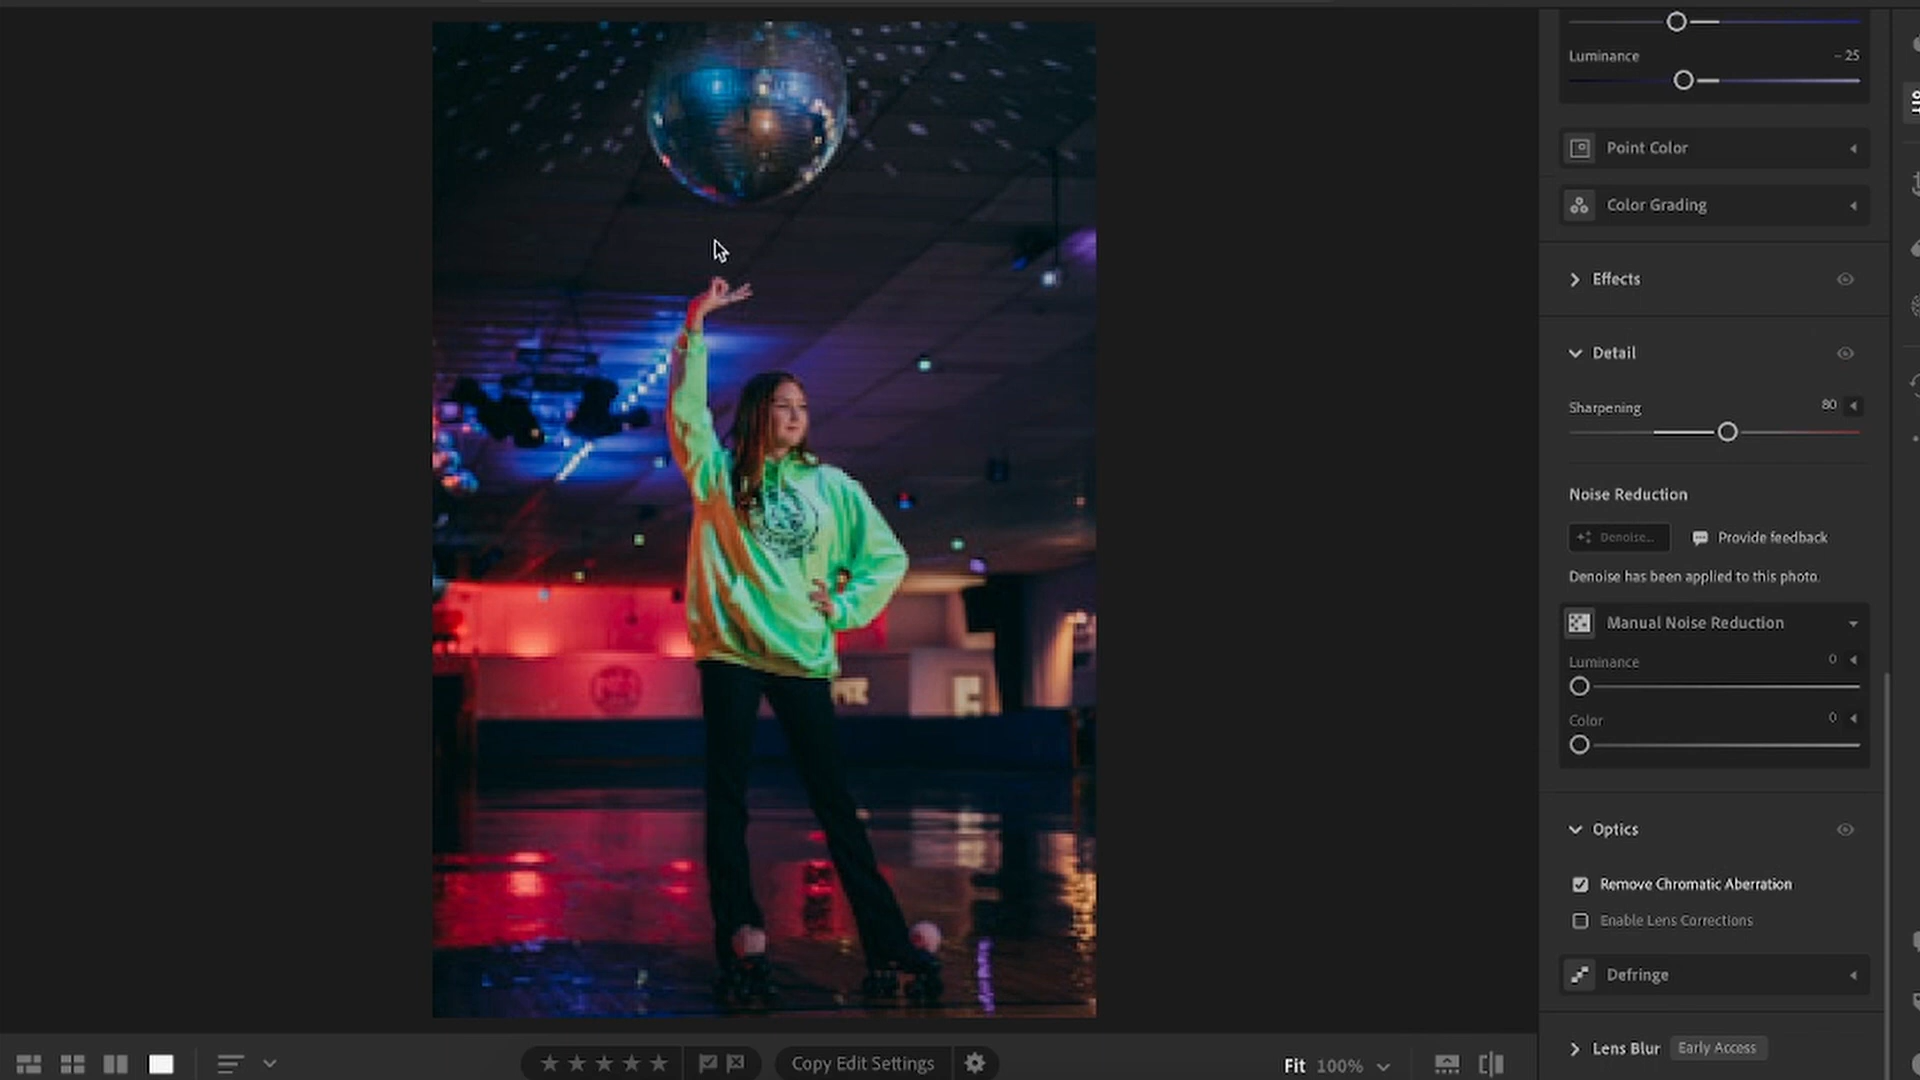 Luminance
- 25
Point Color
Color Grading
Effects
Detail
Sharpening
80
Noise Reduction
Denoise...
Provide feedback
Denoise has been applied to this photo.
Manual Noise Reduction
Luminance
0
Color
0
Optics
Remove Chromatic Aberration
Enable Lens Corrections
Defringe
Lens Blur
Early Access
Copy Edit Settings
Fit
100%